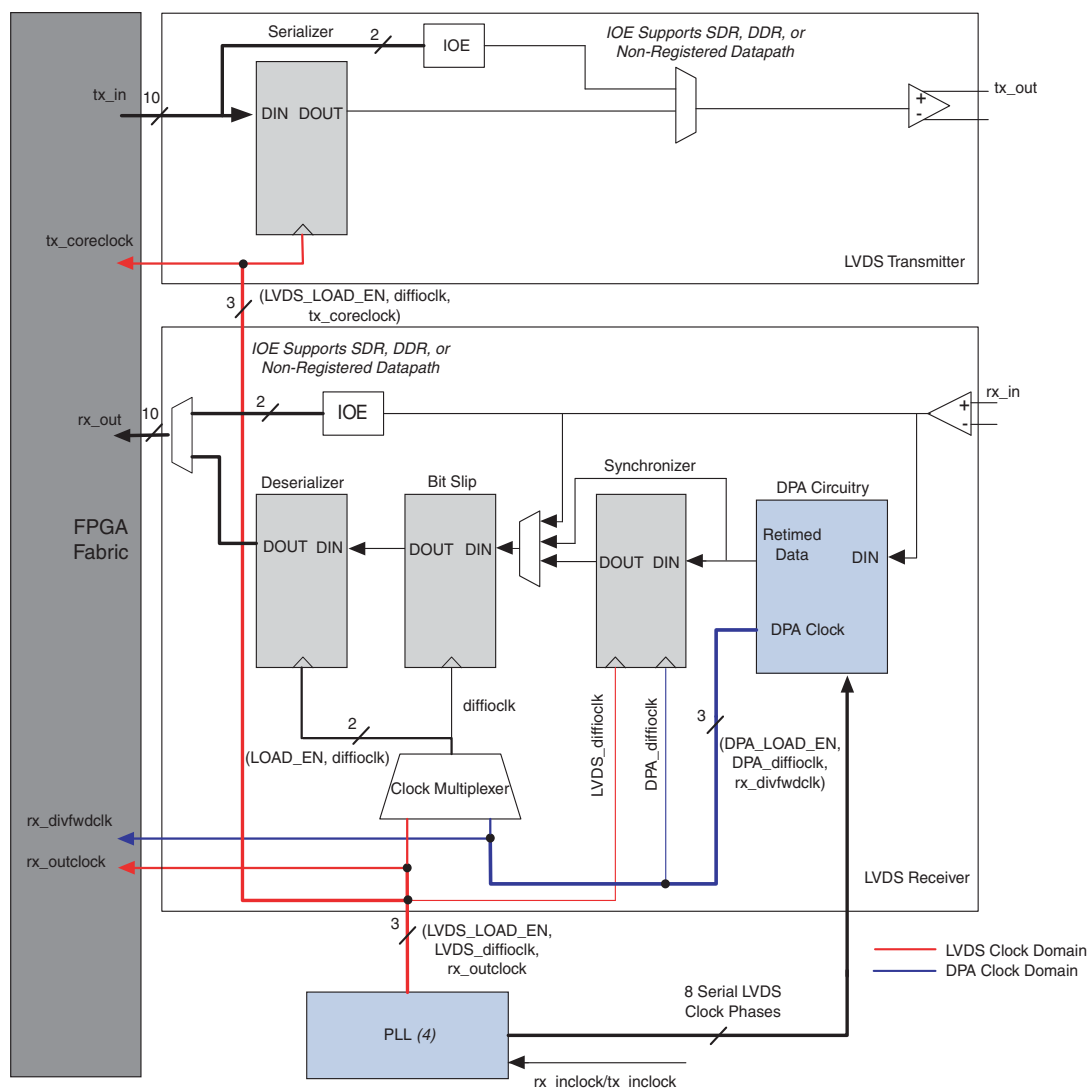 Serializer
2
IOE
IOE Supports SDR, DDR, or
Non-Registered Datapath
tx_in
10
DIN DOUT
+
-
tx_out
tx_coreclock
LVDS Transmitter
3
(LVDS_LOAD_EN, diffioclk,
tx_coreclock)
IOE Supports SDR, DDR, or
Non-Registered Datapath
rx_out
10
2
IOE
+
-
rx_in
FPGA
Fabric
Deserializer
DOUT DIN
Bit Slip
DOUT DIN
Synchronizer
DOUT DIN
DPA Circuitry
Retimed
Data
DIN
DPA Clock
2
(LOAD_EN, diffioclk)
diffioclk
LVDS_diffioclk
DPA_diffioclk
3
(DPA_LOAD_EN,
DPA_diffioclk,
rx_divfwdclk)
Clock Multiplexer
rx_divfwdclk
rx_outclock
LVDS Receiver
3
(LVDS_LOAD_EN,
LVDS_diffioclk,
rx_outclock
LVDS Clock Domain
DPA Clock Domain
8 Serial LVDS
Clock Phases
PLL (4)
rx_inclock/tx_inclock